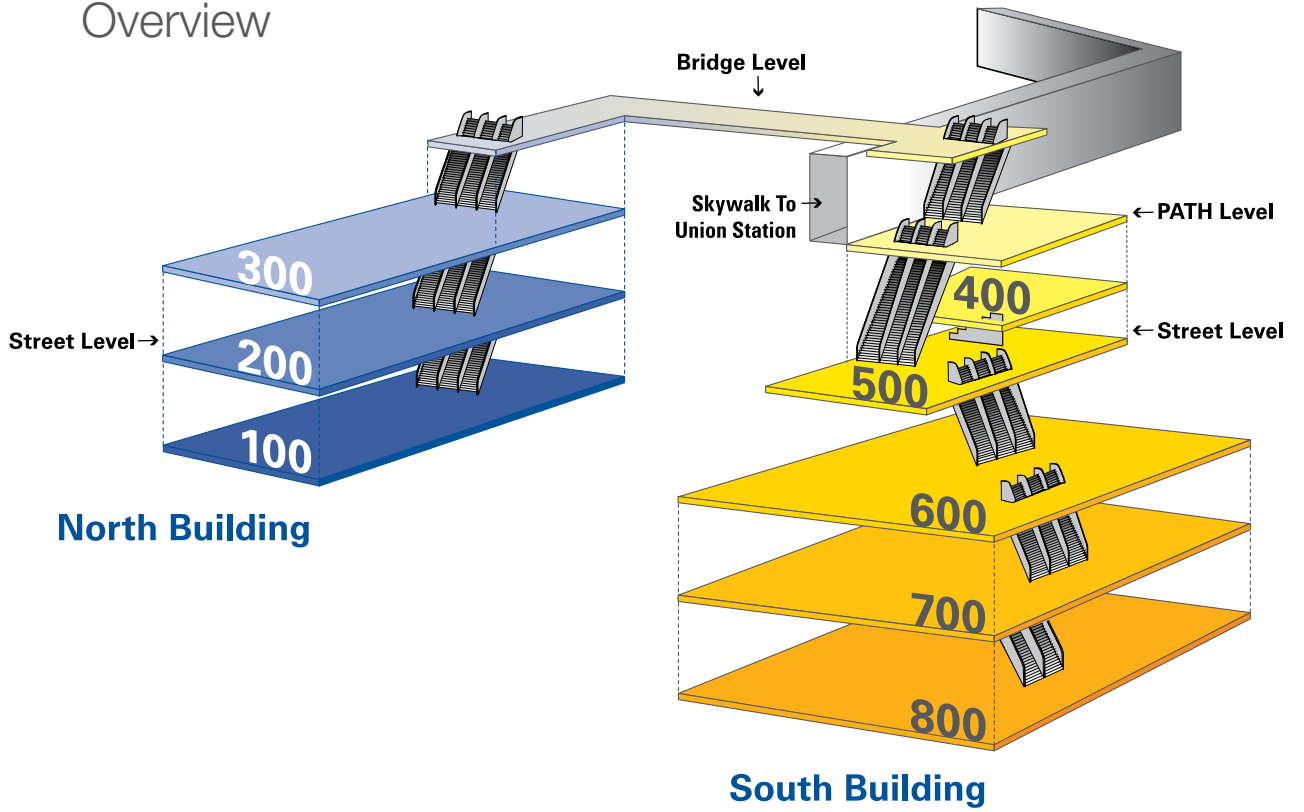 Overview
Bridge Level
Skywalk To
Union Station
PATH Level
300
400
Street Level
Street Level
200
500
100
North Building
600
700
800
South Building